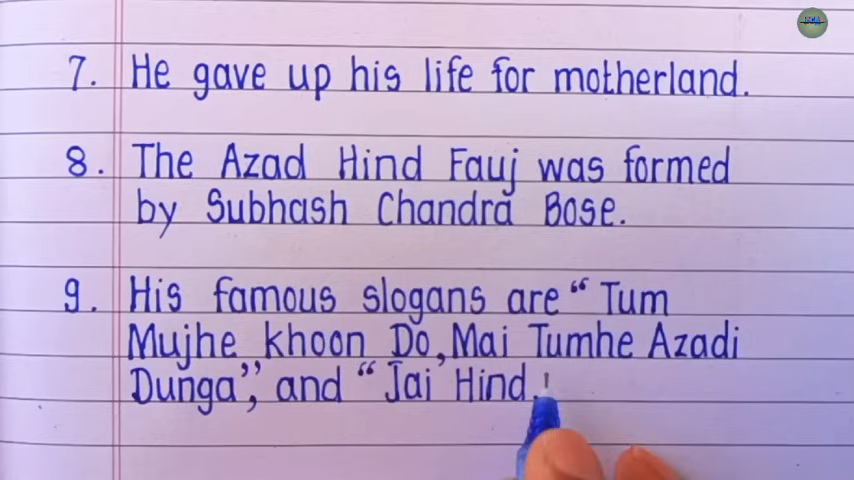 7. He gave up his life for motherland.
8. The Azad Hind Fauj was formed
by Subhash Chandra Bose.
9. His famous slogans are “ Tum
Mujhe Khoon Do, Mai Tumhe Azadi
Dunga”, and “ Jai Hind.